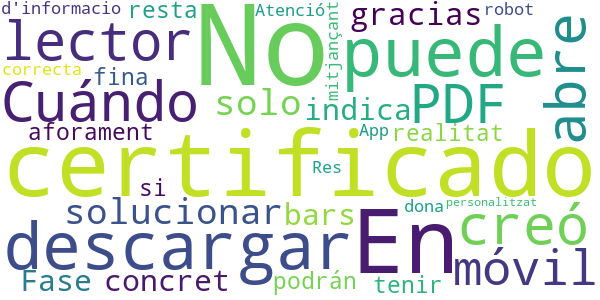 d'informacio resta No Atenció mitjançant gracias robot
lector puede abre
correcta fina
Cuándo solo indica PDF
aforament App realitat
certificado
si Res
solucionar bars dona personalitzat
descargar En creó
Fase concret podrán tenir móvil